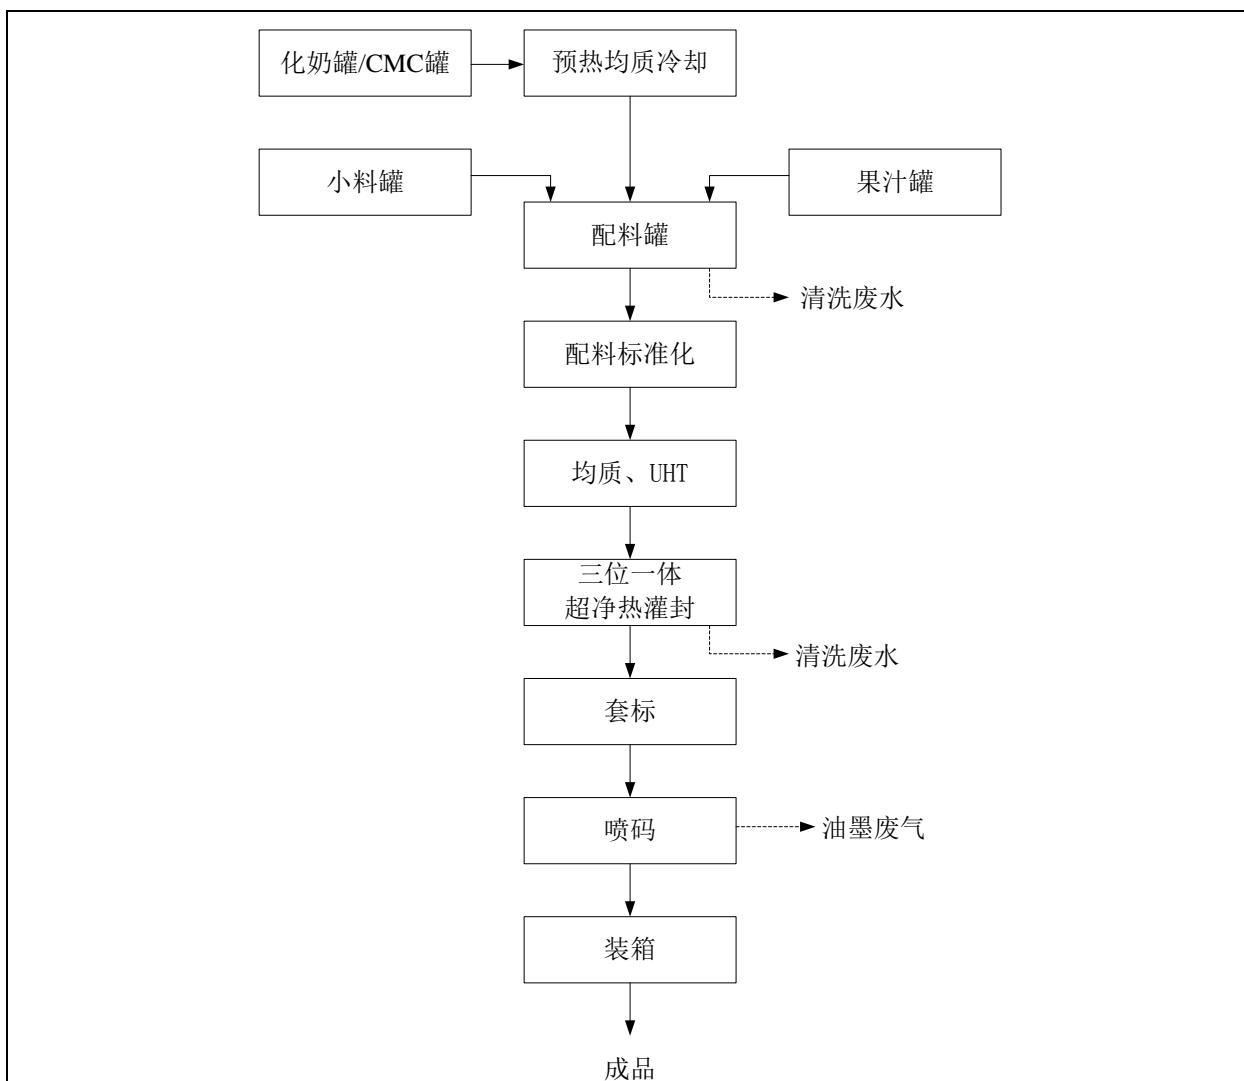 化奶罐/CMC罐
预热均质冷却
小料罐
果汁罐
配料罐
清洗废水
配料标准化
均质、UHT
三位一体
超净热灌封
清洗废水
套标
喷码
油墨废气
装箱
成品